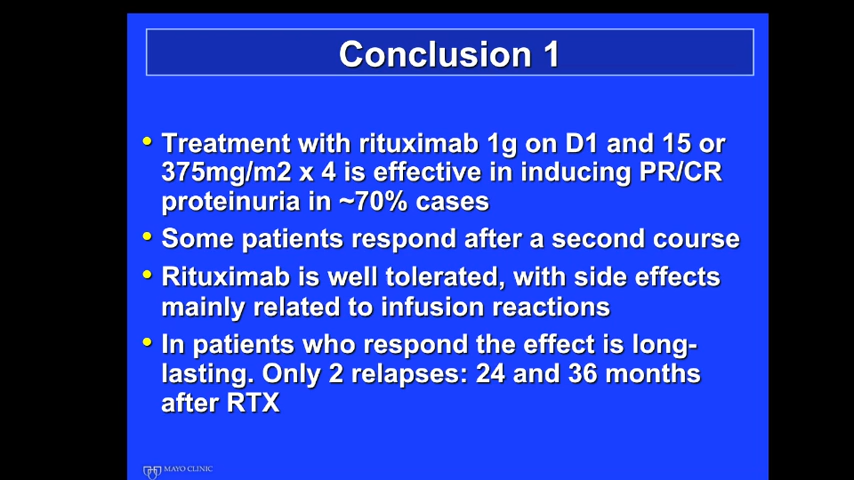 Conclusion 1
• Treatment with rituximab 1g on D1 and 15 or
375mg/m2 x 4 is effective in inducing PR/CR
proteinuria in ~70% cases
• Some patients respond after a second course
• Rituximab is well tolerated, with side effects
mainly related to infusion reactions
• In patients who respond the effect is long-
lasting. Only 2 relapses: 24 and 36 months
after RTX
MAYO CLINIC